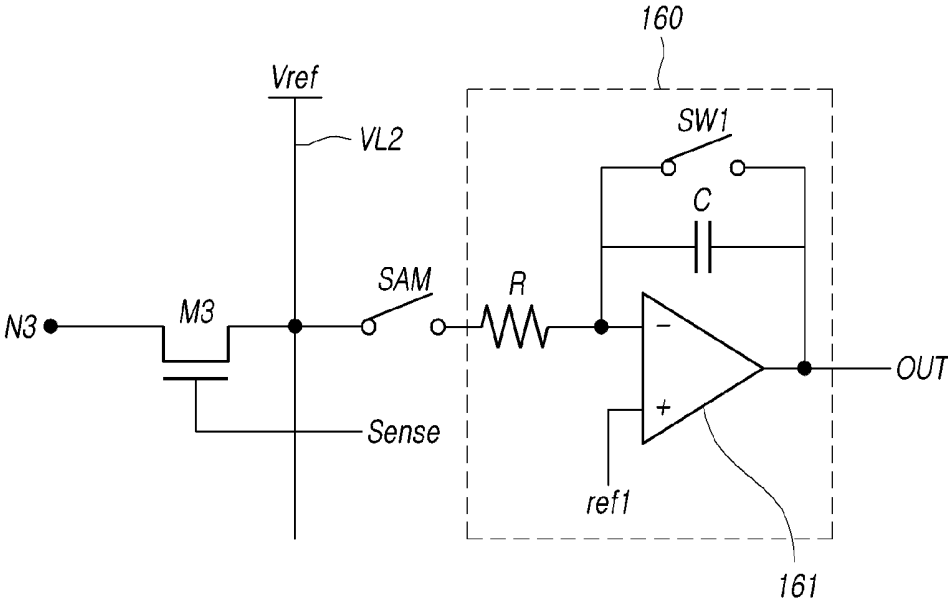 160
Vref
SW1
VL2
C
SAM
R
M3
N3
−
OUT
+
Sense
ref1
161